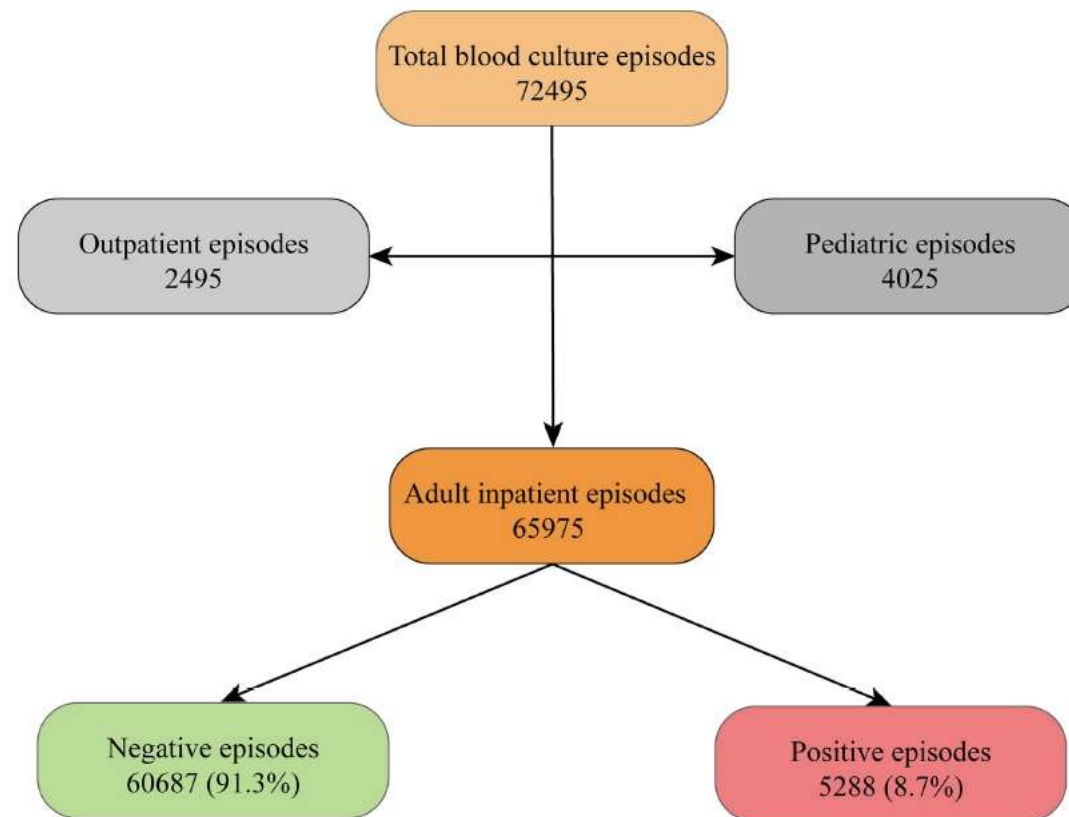 Total blood culture episodes
72495
Outpatient episodes
2495
Pediatric episodes
4025
Adult inpatient episodes
65975
Negative episodes
60687 (91.3%)
Positive episodes
5288 (8.7%)